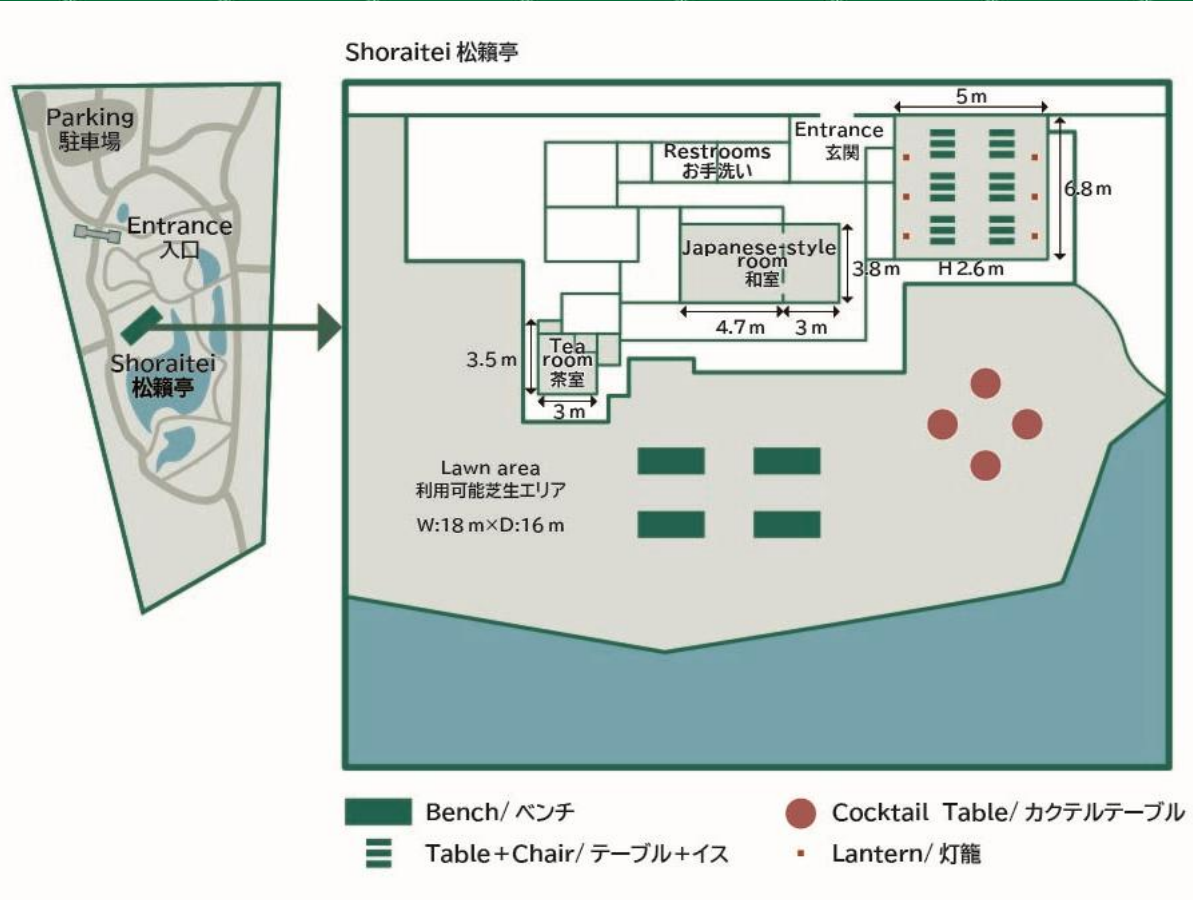 Shoraitei 松籟亭
Parking
駐車場
Entrance
入口
Shoraitei
松籟亭
5 m
Entrance
玄関
Restrooms
お手洗い
6.8 m
Japanese-style
room
和室
3.8 m
H 2.6 m
4.7 m
3 m
Tea
room
茶室
3.5 m
3 m
Lawn area
利用可能芝生エリア
W:18 m×D:16 m
Bench/ ベンチ
Cocktail Table/ カクテルテーブル
Table+Chair/ テーブル+イス
Lantern/ 灯籠